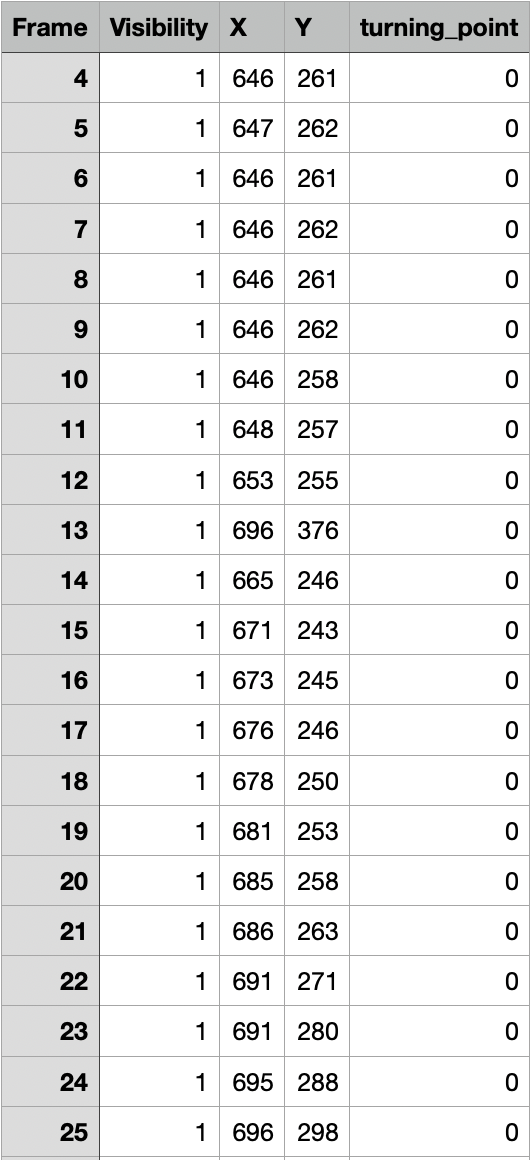 Frame Visibility X Y turning_point
4 1 646 261 0
5 1 647 262 0
6 1 646 261 0
7 1 646 262 0
8 1 646 261 0
9 1 646 262 0
10 1 646 258 0
11 1 648 257 0
12 1 653 255 0
13 1 696 376 0
14 1 665 246 0
15 1 671 243 0
16 1 673 245 0
17 1 676 246 0
18 1 678 250 0
19 1 681 253 0
20 1 685 258 0
21 1 686 263 0
22 1 691 271 0
23 1 691 280 0
24 1 695 288 0
25 1 696 298 0